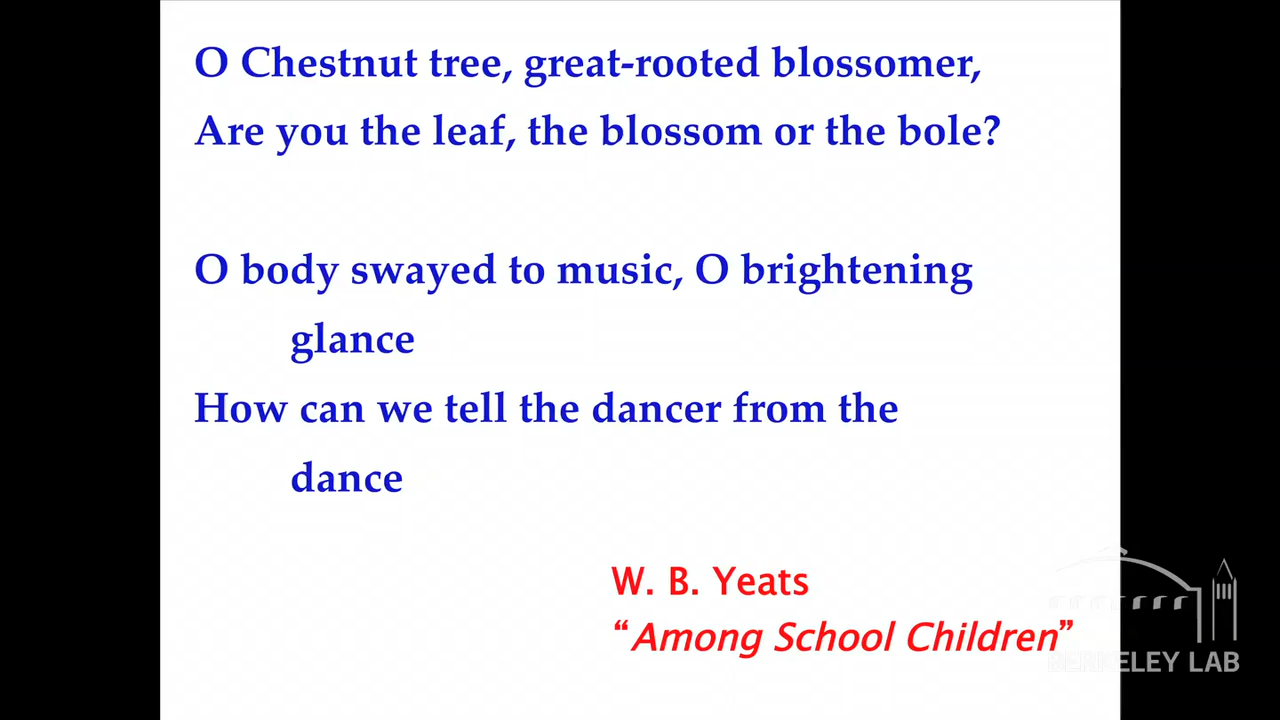 O Chestnut tree, great-rooted blossomer,
Are you the leaf, the blossom or the bole?
O body swayed to music, O brightening
glance
How can we tell the dancer from the
dance
W. B. Yeats
“Among School Children”
BERKELEY LAB